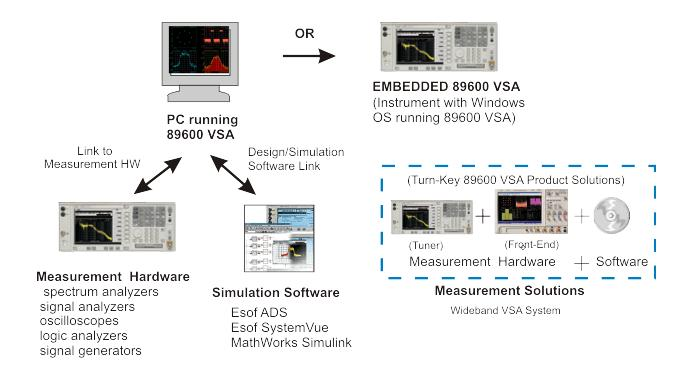 OR
PC running
89600 VSA
EMBEDDED 89600 VSA
(Instrument with Windows
OS running 89600 VSA)
Link to
Measurement HW
Design/Simulation
Software Link
Measurement Hardware
spectrum analyzers
signal analyzers
oscilloscopes
logic analyzers
signal generators
Simulation Software
Esof ADS
Esof SystemVue
MathWorks Simulink
(Turn-Key 89600 VSA Product Solutions)
+ +
(Tuner) (Front-End)
Measurement Hardware + Software
Measurement Solutions
Wideband VSA System